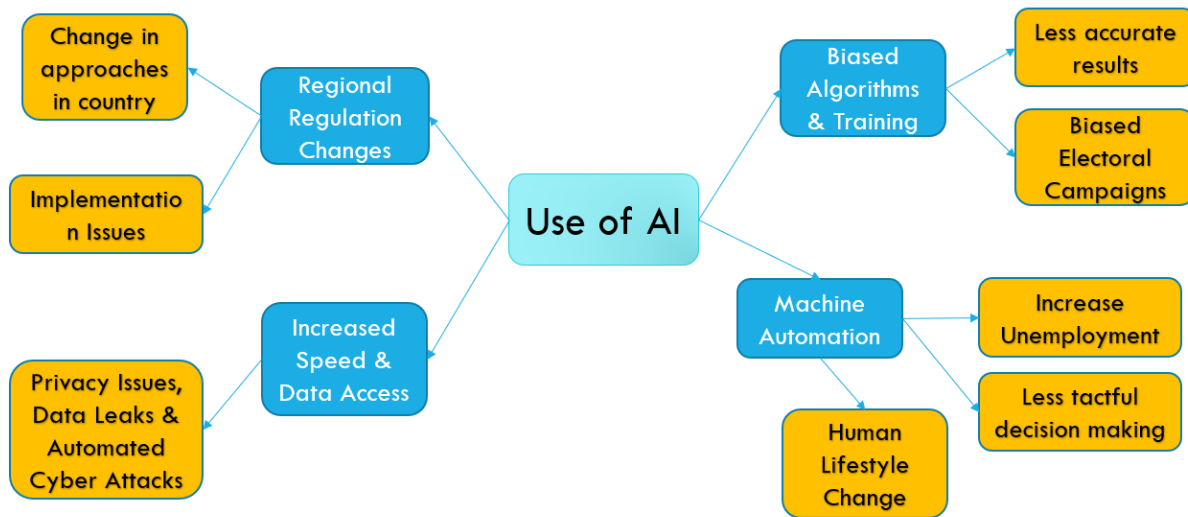 Change in
approaches
in country
Regional
Regulation
Changes
Implementatio
n Issues
Increased
Speed &
Data Access
Privacy Issues,
Data Leaks &
Automated
Cyber Attacks
Use of AI
Biased
Algorithms
& Training
Less accurate
results
Biased
Electoral
Campaigns
Machine
Automation
Increase
Unemployment
Less tactful
decision making
Human
Lifestyle
Change